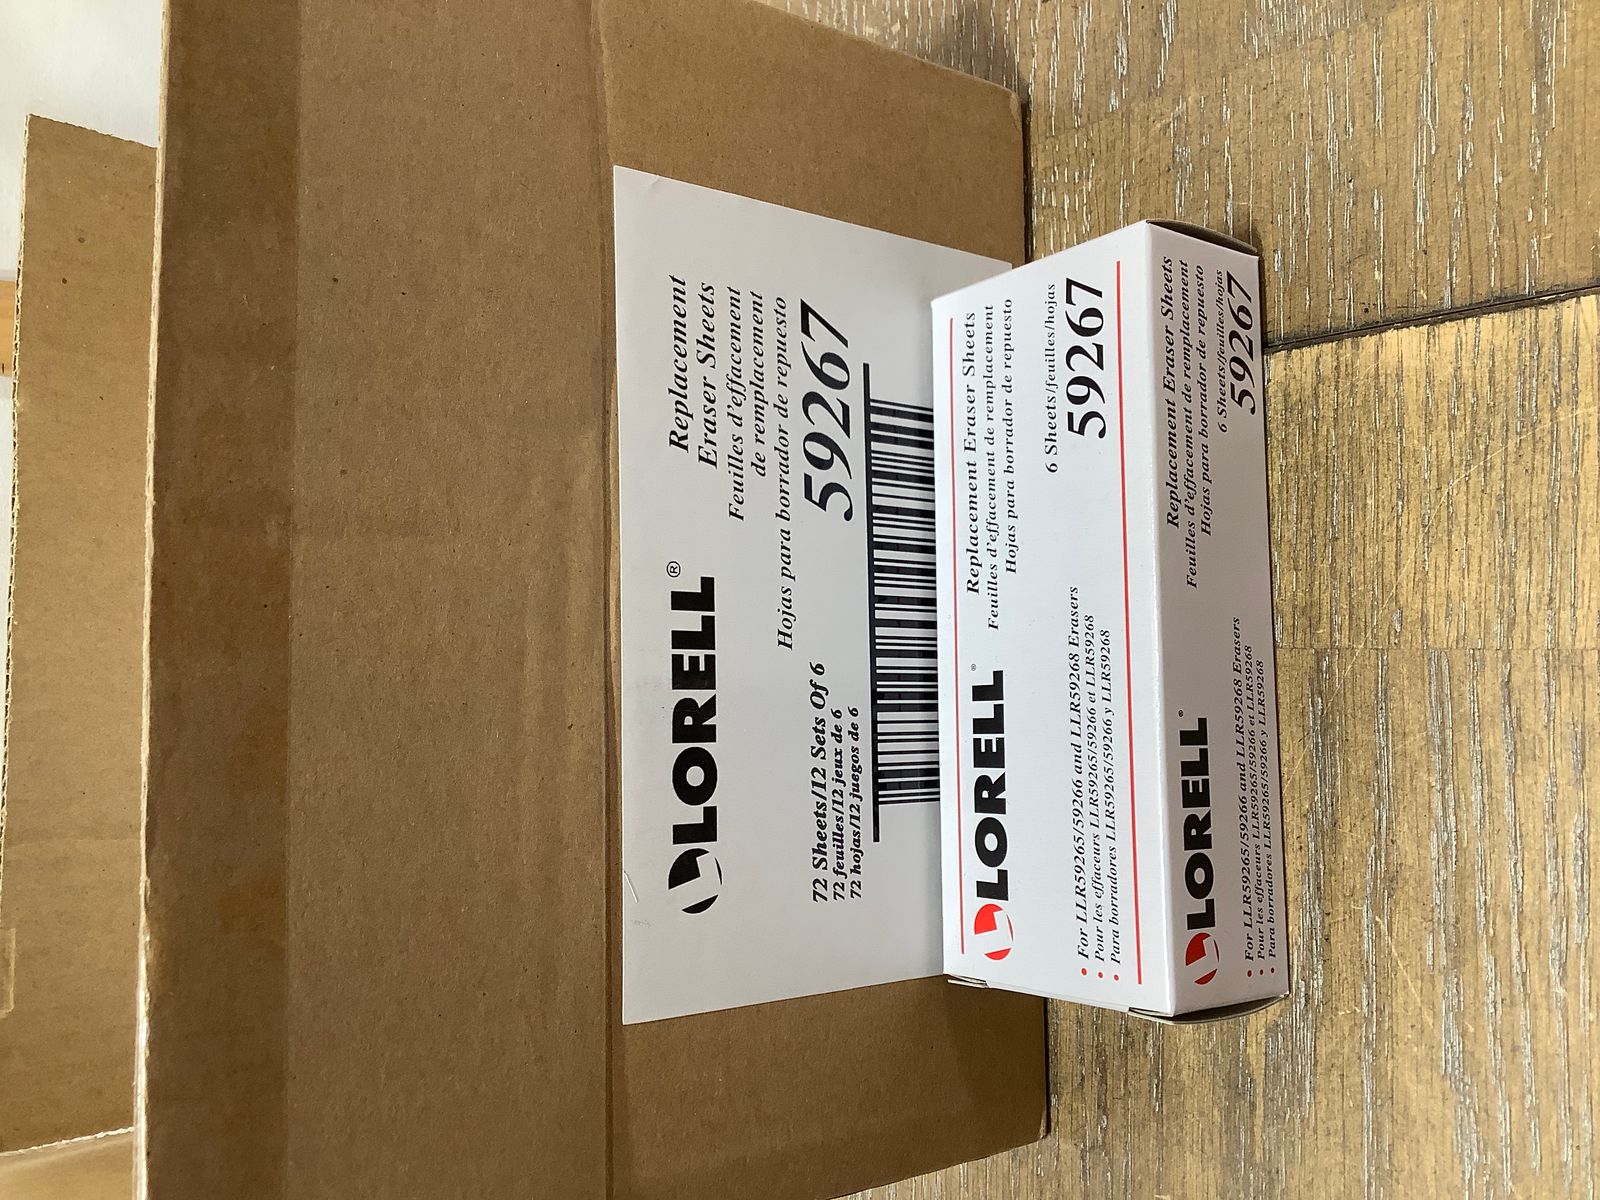 LORELL®
Replacement
Eraser Sheets
Feuilles d'effacement
de remplacement
Hojas para borrador de repuesto
72 Sheets/12 Sets Of 6
72 feuilles/12 jeux de 6
72 hojas/12 juegos de 6
59267
LORELL®
Replacement Eraser Sheets
Feuilles d'effacement de remplacement
Hojas para borrador de repuesto
6 Sheets/feuilles/hojas
59267
• For LLR59265/59266 and LLR59268 Erasers
• Pour les effaceurs LLR59265/59266 et LLR59268
• Para borradores LLR59265/59266 y LLR59268
LORELL®
Replacement Eraser Sheets
Feuilles d'effacement de remplacement
Hojas para borrador de repuesto
6 Sheets/feuilles/hojas
59267
• For LLR59265/59266 and LLR59268 Erasers
• Pour les effaceurs LLR59265/59266 et LLR59268
• Para borradores LLR59265/59266 y LLR59268